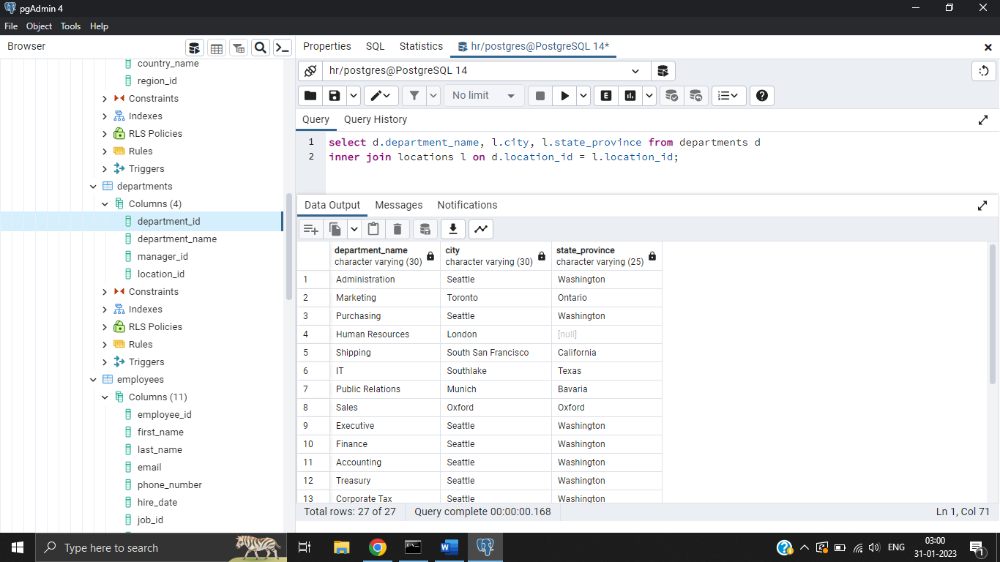 pgAdmin 4
File Object Tools Help
Browser
country_name
region_id
Constraints
Indexes
RLS Policies
Rules
Triggers
departments
Columns (4)
department_id
department_name
manager_id
location_id
Constraints
Indexes
RLS Policies
Rules
Triggers
employees
Columns (11)
employee_id
first_name
last_name
email
phone_number
hire_date
job_id
Properties SQL Statistics hr/postgres@PostgreSQL 14*
hr/postgres@PostgreSQL 14
No limit
E
Query Query History
1 select d.department_name, l.city, l.state_province from departments d
2 inner join locations l on d.location_id = l.location_id;
Data Output Messages Notifications
department_name city state_province
character varying (30) character varying (30) character varying (25)
1 Administration Seattle Washington
2 Marketing Toronto Ontario
3 Purchasing Seattle Washington
4 Human Resources London [null]
5 Shipping South San Francisco California
6 IT Southlake Texas
7 Public Relations Munich Bavaria
8 Sales Oxford Oxford
9 Executive Seattle Washington
10 Finance Seattle Washington
11 Accounting Seattle Washington
12 Treasury Seattle Washington
13 Corporate Tax Seattle Washington
Total rows: 27 of 27 Query complete 00:00:00.168 Ln 1, Col 71
Type here to search
ENG
03:00
31-01-2023
1